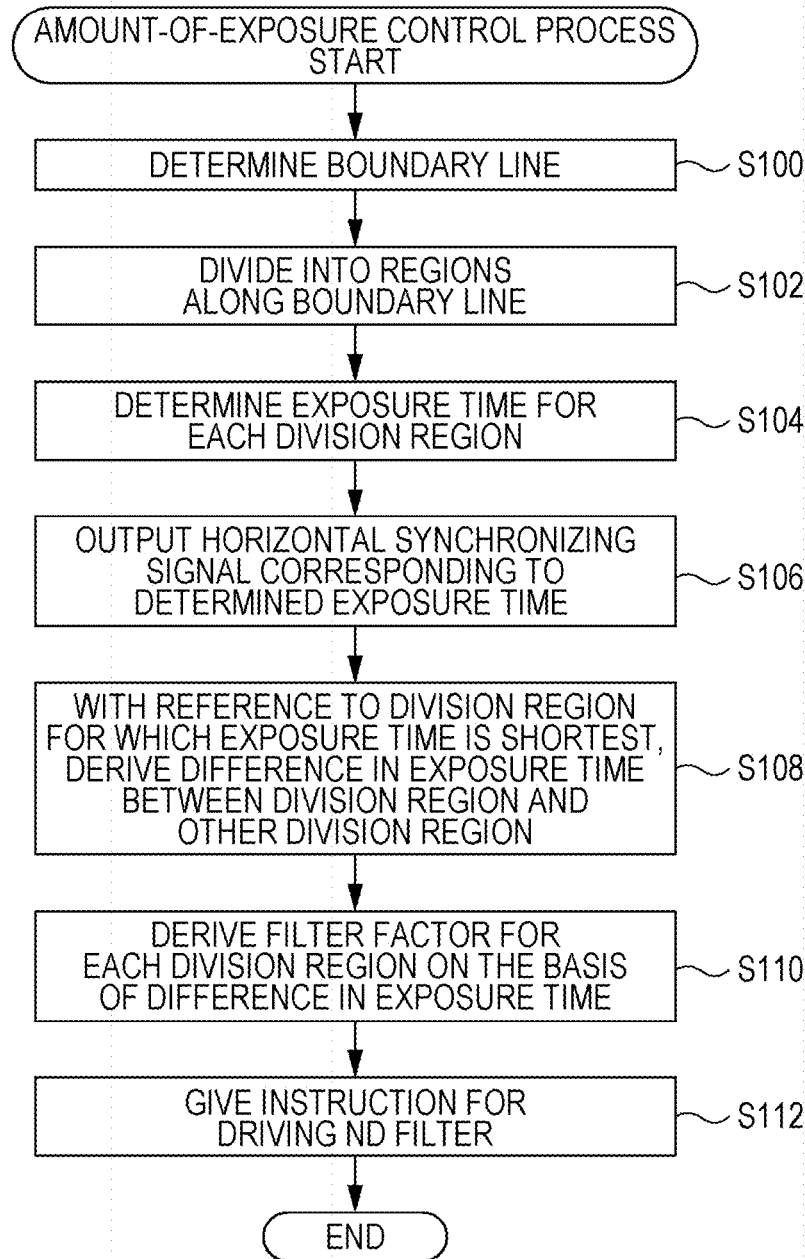 AMOUNT-OF-EXPOSURE CONTROL PROCESS
START
DETERMINE BOUNDARY LINE
S100
DIVIDE INTO REGIONS
ALONG BOUNDARY LINE
S102
DETERMINE EXPOSURE TIME FOR
EACH DIVISION REGION
S104
OUTPUT HORIZONTAL SYNCHRONIZING
SIGNAL CORRESPONDING TO
DETERMINED EXPOSURE TIME
S106
WITH REFERENCE TO DIVISION REGION
FOR WHICH EXPOSURE TIME IS SHORTEST,
DERIVE DIFFERENCE IN EXPOSURE TIME
BETWEEN DIVISION REGION AND
OTHER DIVISION REGION
S108
DERIVE FILTER FACTOR FOR
EACH DIVISION REGION ON THE BASIS
OF DIFFERENCE IN EXPOSURE TIME
S110
GIVE INSTRUCTION FOR
DRIVING ND FILTER
S112
END